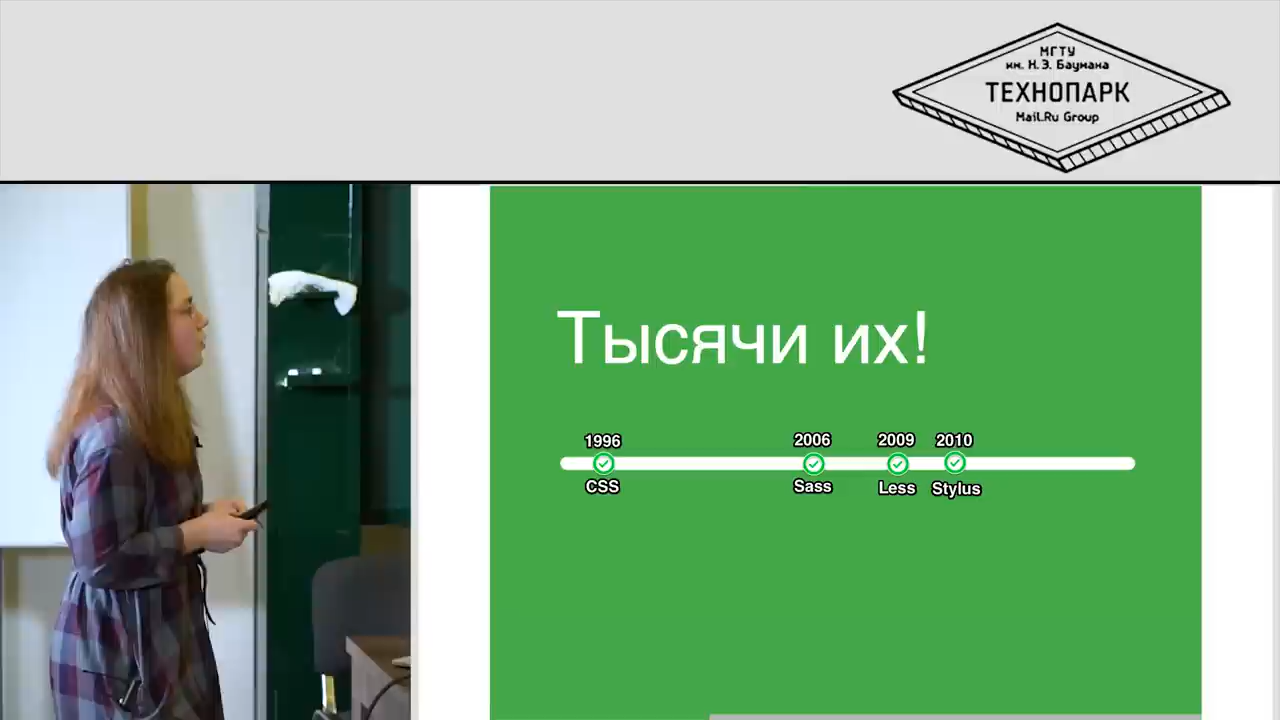 МГТУ
им. Н.Э. Баумана
ТЕХНОПАРК
Mail.Ru Group
Тысячи их!
1996 2006 2009 2010
CSS Sass Less Stylus